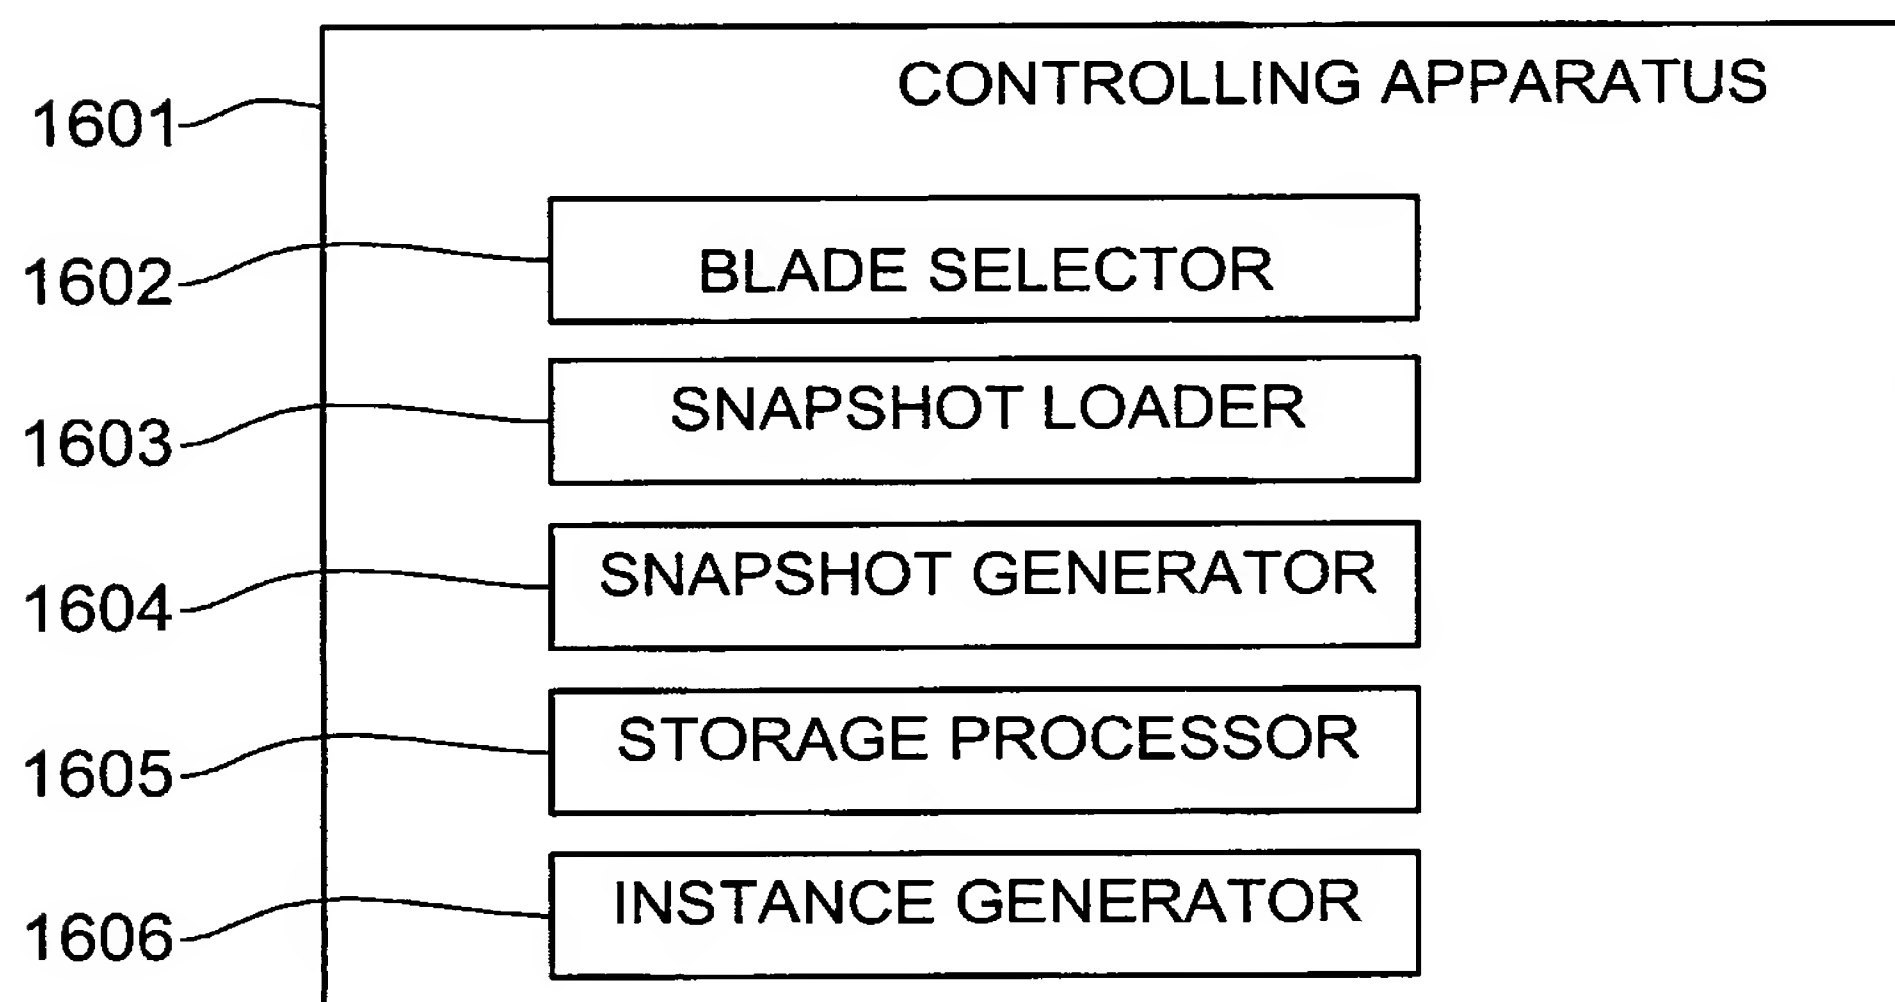 CONTROLLING APPARATUS
1601
1602
BLADE SELECTOR
1603
SNAPSHOT LOADER
1604
SNAPSHOT GENERATOR
1605
STORAGE PROCESSOR
1606
INSTANCE GENERATOR